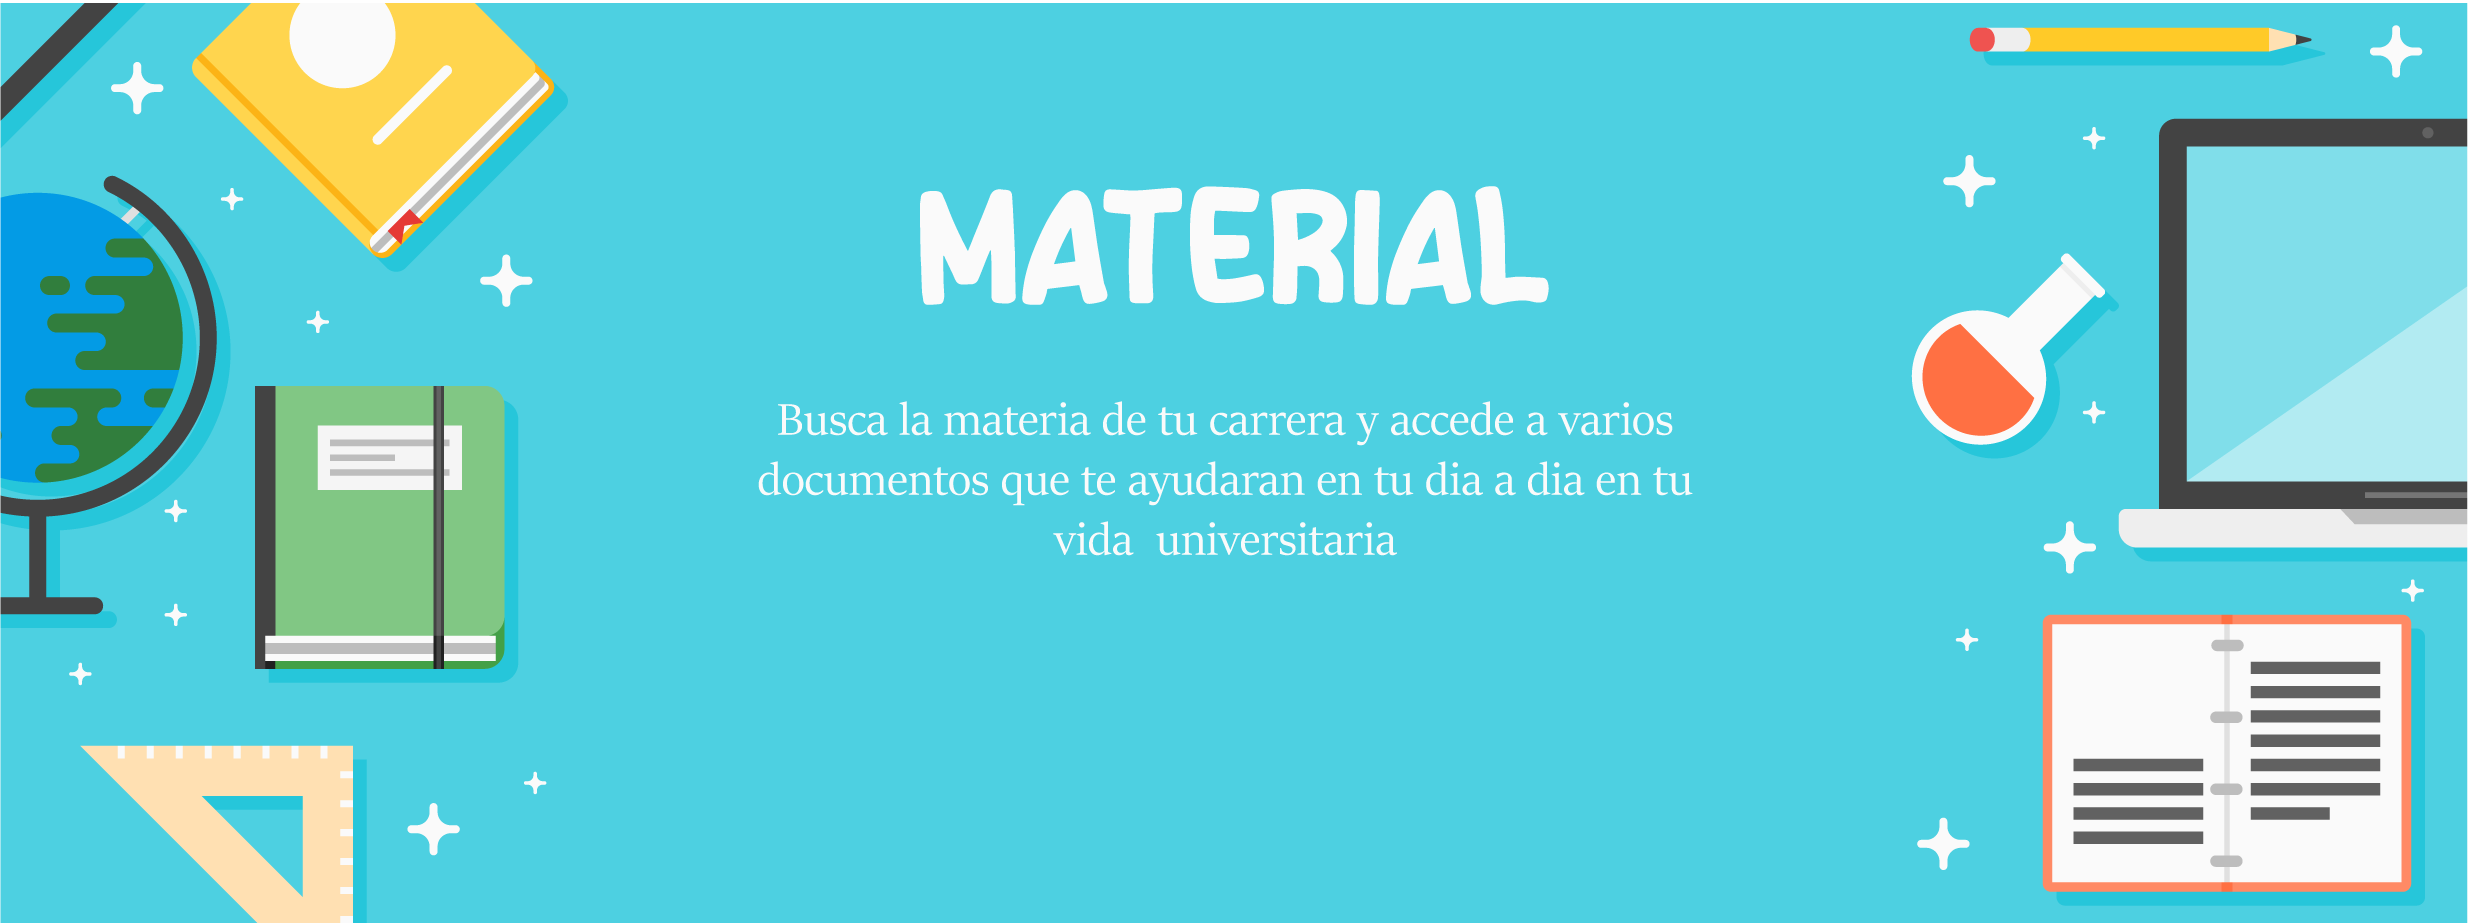 MATERIAL
Busca la materia de tu carrera y accede a varios
documentos que te ayudaran en tu dia a dia en tu
vida  universitaria